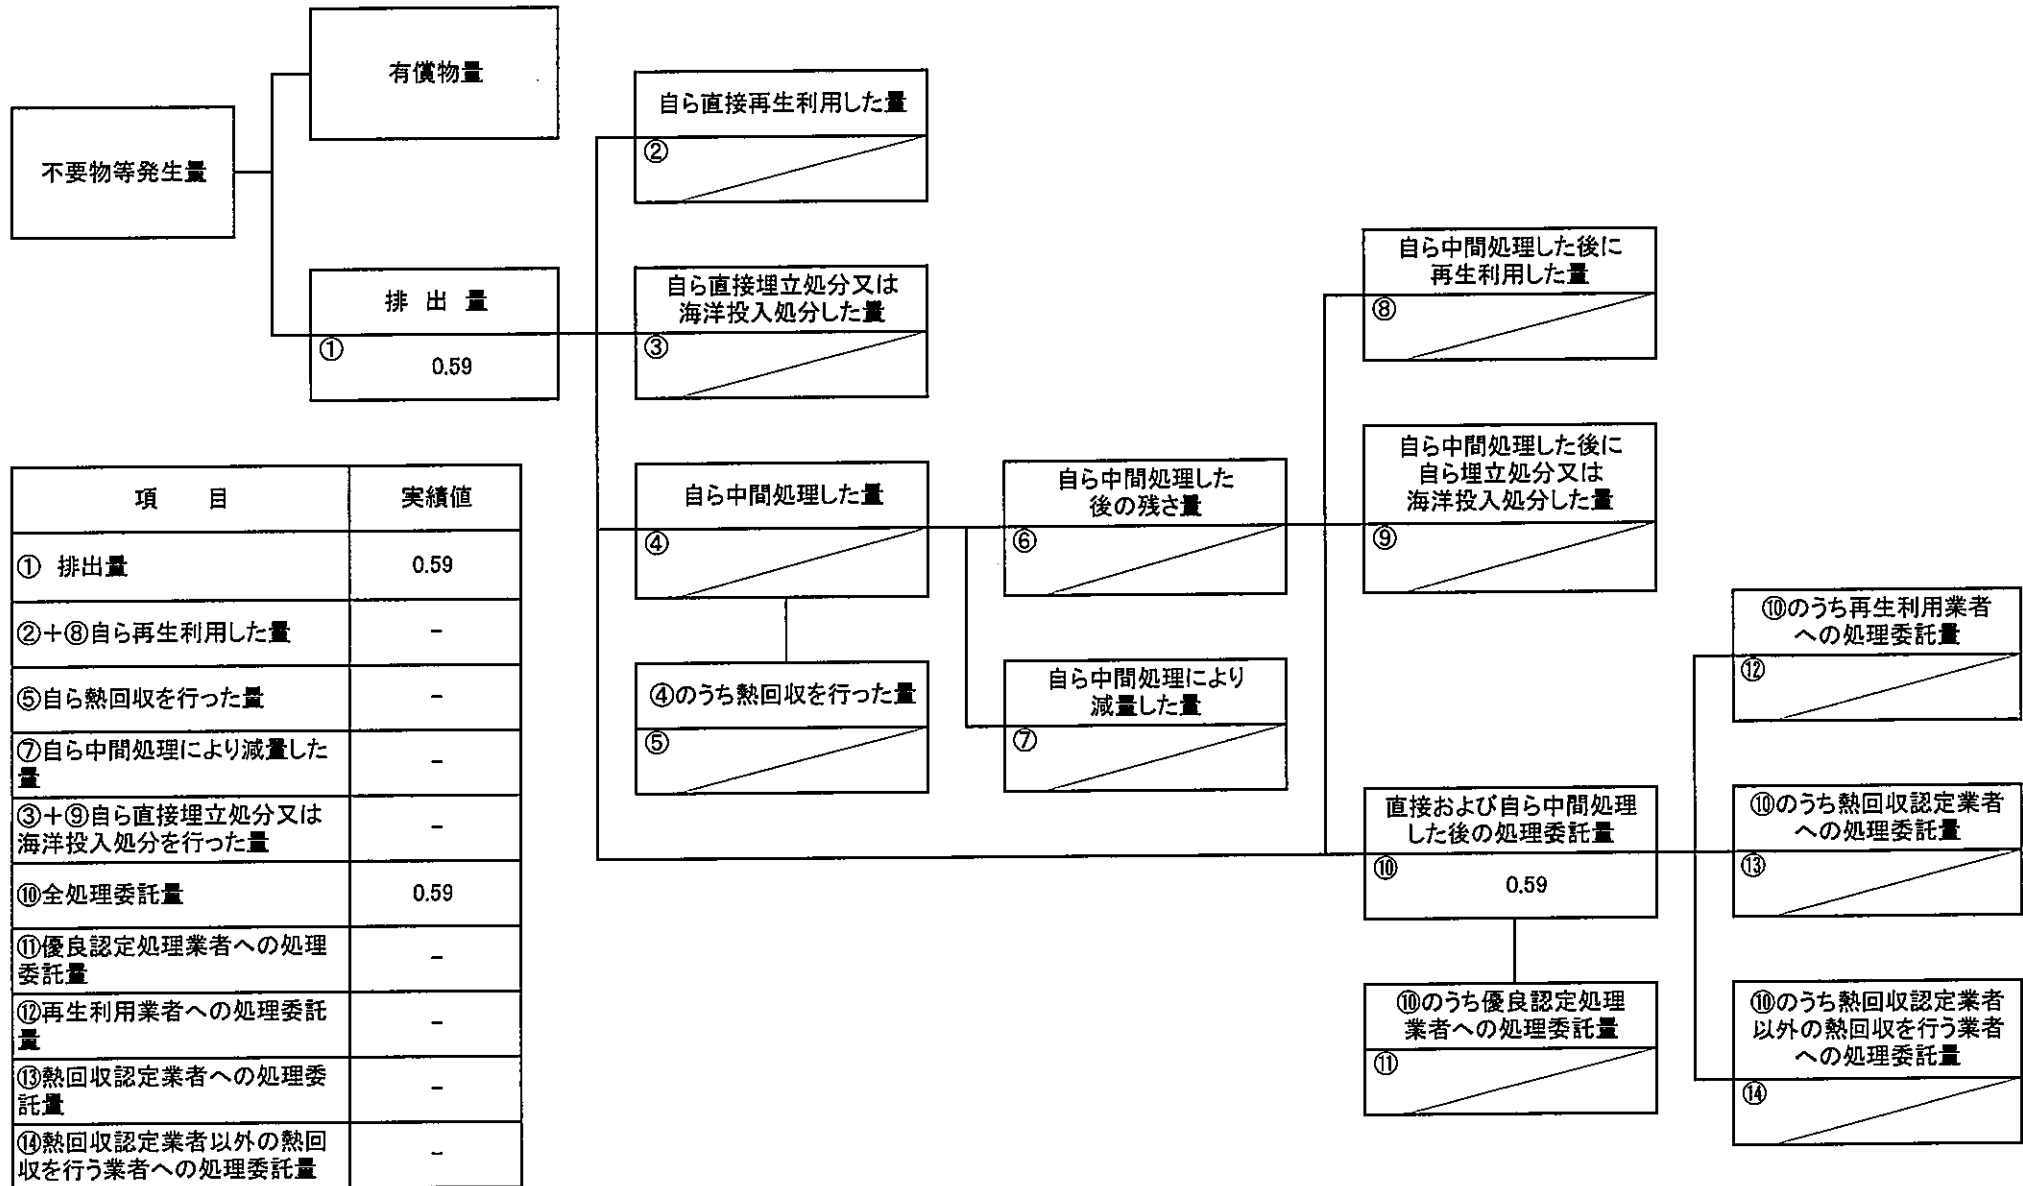 有償物量
不要物等発生量
排 出 量
①
0.59
自ら直接再生利用した量
②
自ら直接埋立処分又は
海洋投入処分した量
③
自ら中間処理した量
④
④のうち熱回収を行った量
⑤
自ら中間処理した
後の残さ量
⑥
自ら中間処理により
減量した量
⑦
自ら中間処理した後に
再生利用した量
⑧
自ら中間処理した後に
自ら埋立処分又は
海洋投入処分した量
⑨
直接および自ら中間処理
した後の処理委託量
⑩
0.59
⑩のうち優良認定処理
業者への処理委託量
⑪
⑩のうち再生利用業者
への処理委託量
⑫
⑩のうち熱回収認定業者
への処理委託量
⑬
⑩のうち熱回収認定業者
以外の熱回収を行う業者
への処理委託量
⑭
項 目 実績値
① 排出量 0.59
②＋⑧自ら再生利用した量 -
⑤自ら熱回収を行った量 -
⑦自ら中間処理により減量した
量 -
③＋⑨自ら直接埋立処分又は
海洋投入処分を行った量 -
⑩全処理委託量 0.59
⑪優良認定処理業者への処理
委託量 -
⑫再生利用業者への処理委託
量 -
⑬熱回収認定業者への処理委
託量 -
⑭熱回収認定業者以外の熱回
収を行う業者への処理委託量 -